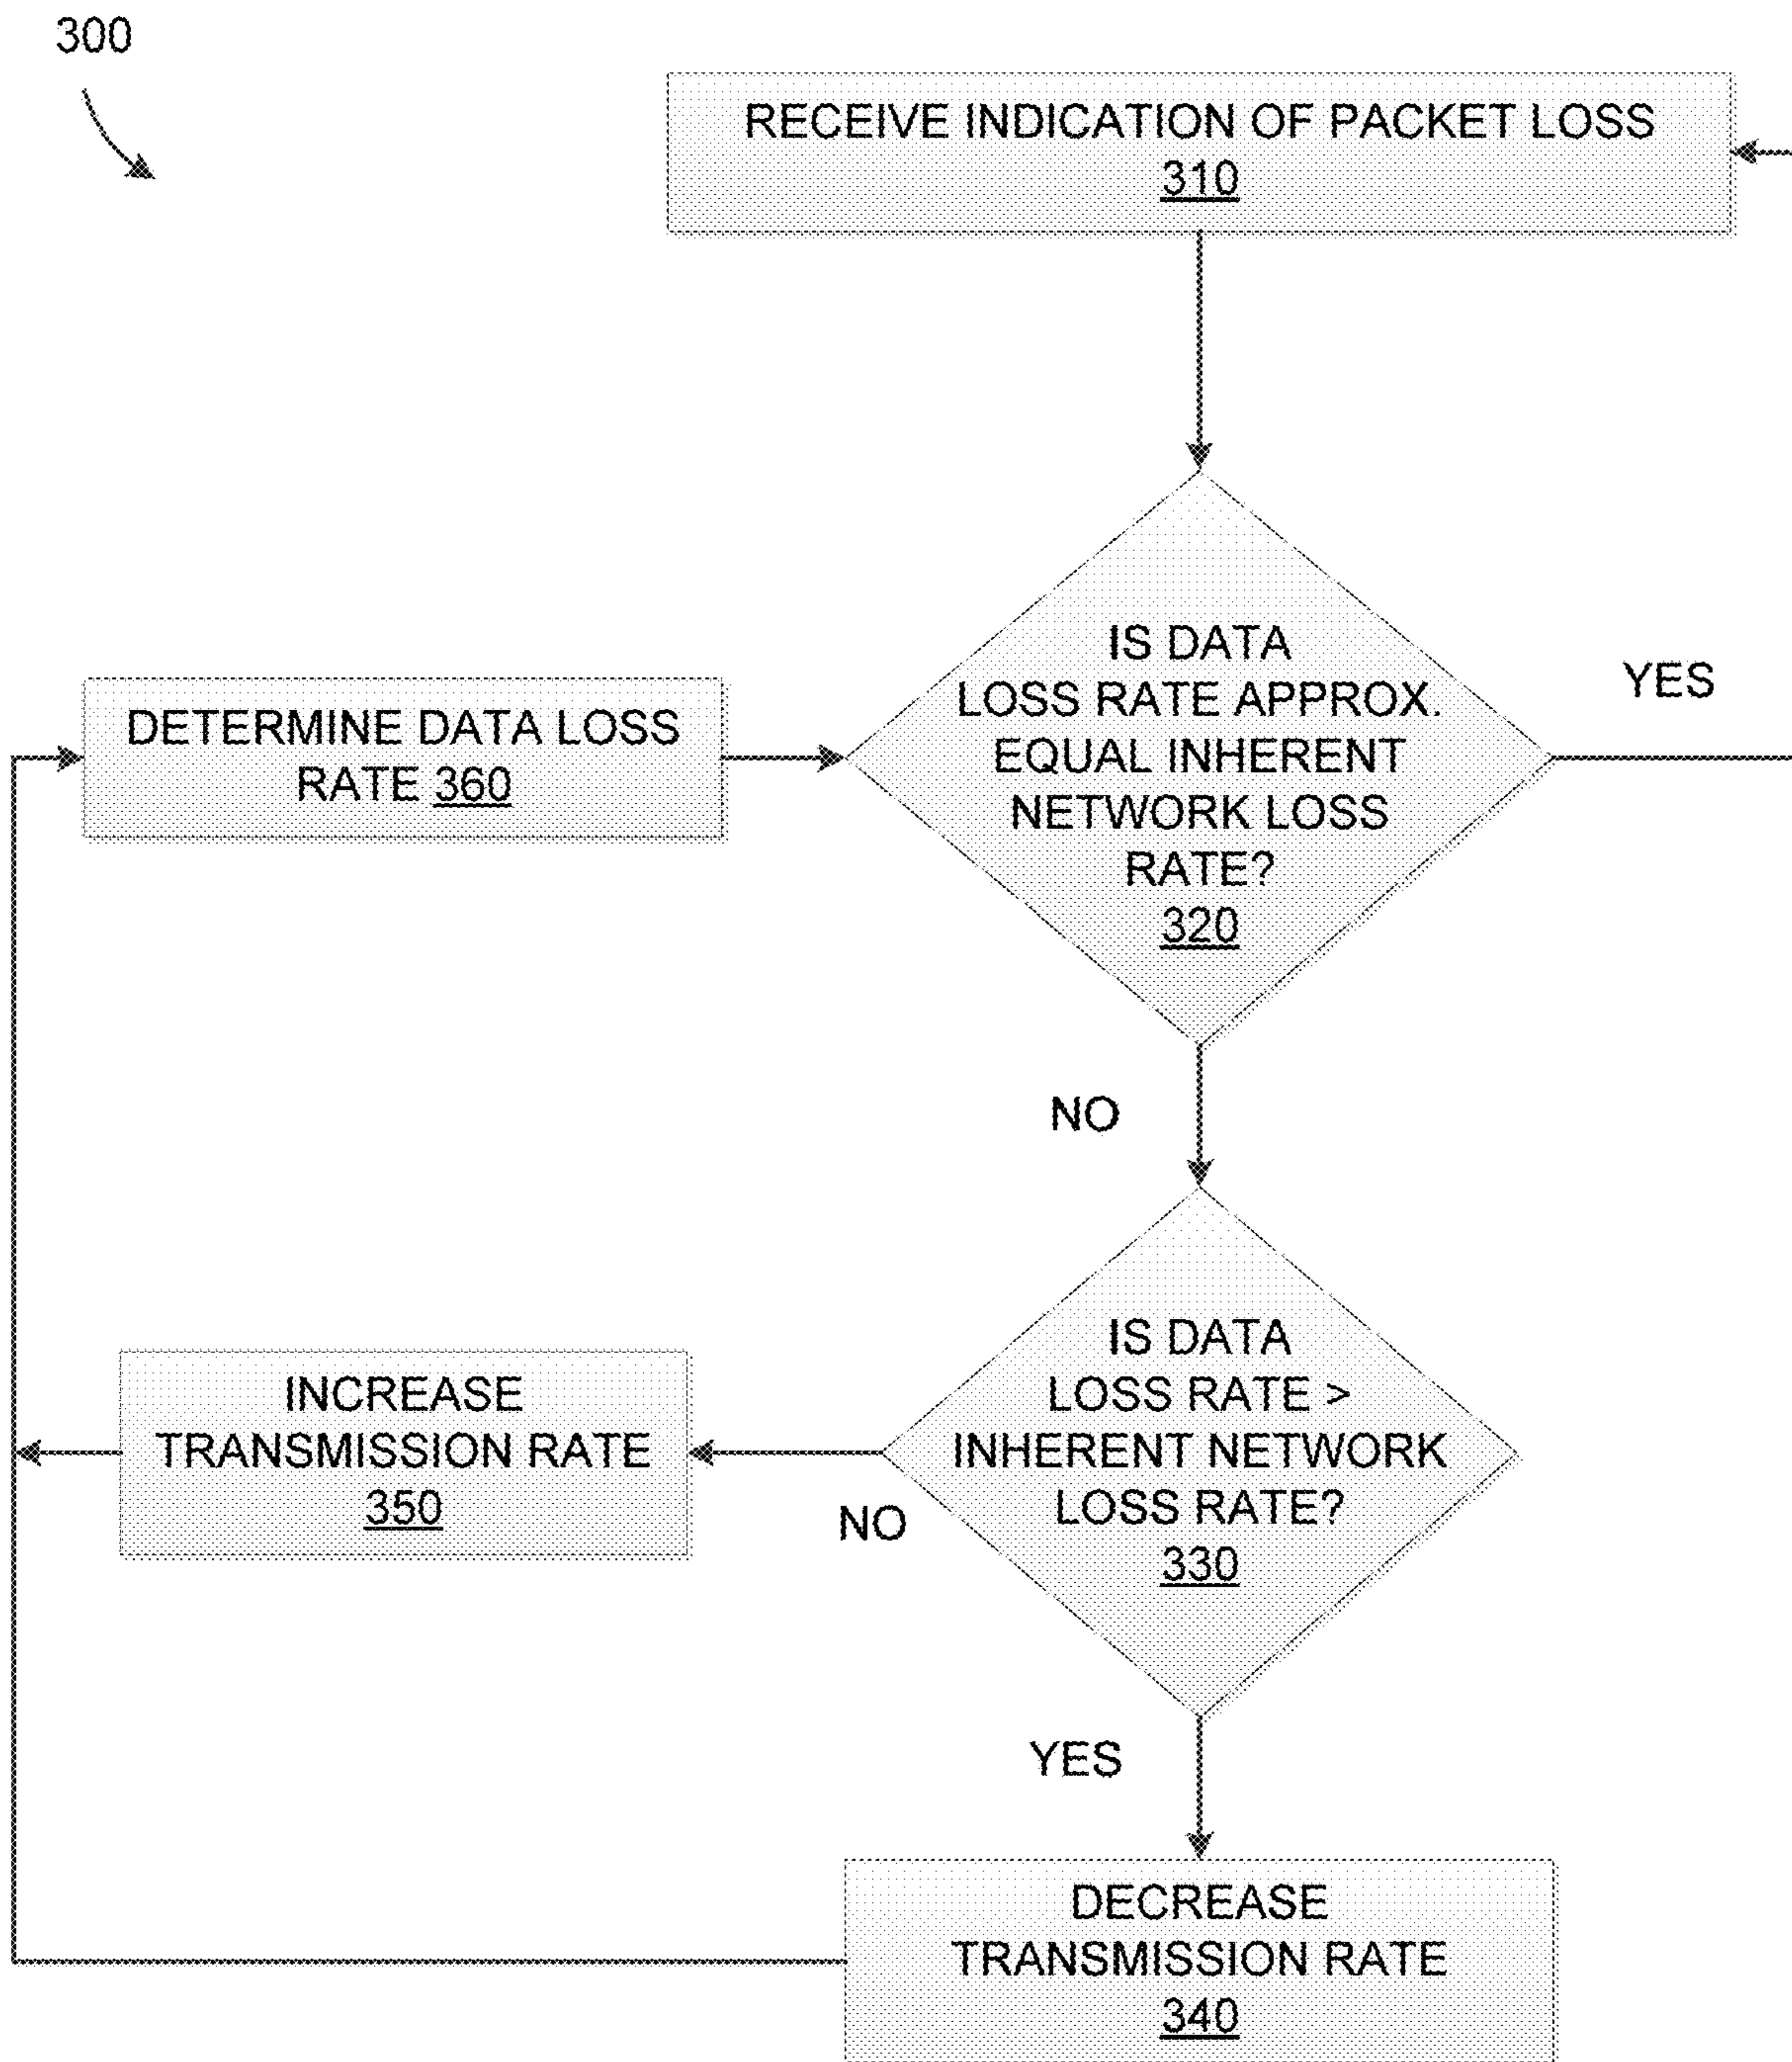 300
RECEIVE INDICATION OF PACKET LOSS
310
IS DATA
LOSS RATE APPROX.
EQUAL INHERENT
NETWORK LOSS
RATE?
320
YES
DETERMINE DATA LOSS
RATE 360
NO
IS DATA
LOSS RATE >
INHERENT NETWORK
LOSS RATE?
330
INCREASE
TRANSMISSION RATE
350
NO
YES
DECREASE
TRANSMISSION RATE
340